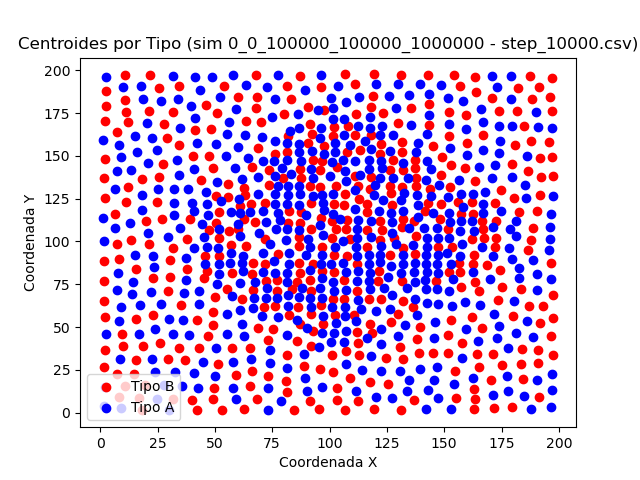 Centroides por Tipo (sim 0_0_100000_100000_1000000 - step_10000.csv)
200
175
150
125
100
75
50
25
0
Coordenada Y
Tipo B
Tipo A
0 25 50 75 100 125 150 175 200
Coordenada X